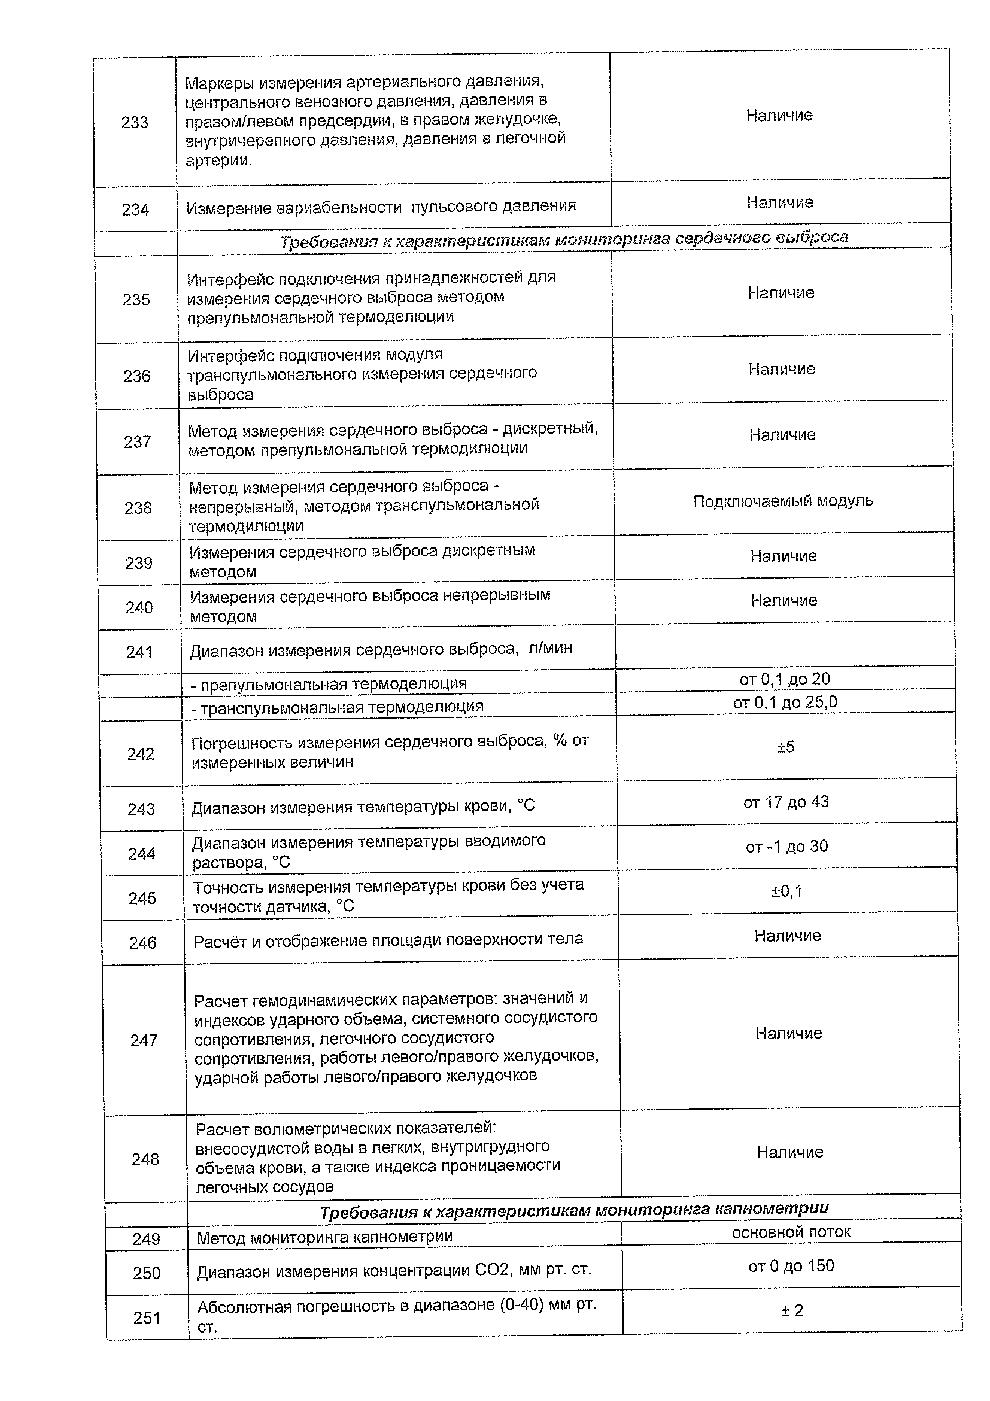 233
Маркеры измерения артериального давления,
центрального венозного давления, давления в
правом/левом предсердии, в правом желудочке,
внутричерепного давления, давления в легочной
артерии.
Наличие
234
Измерение вариабельности пульсового давления
Наличие
Требования к характеристикам мониторинга сердечного выброса
235
Интерфейс подключения принадлежностей для
измерения сердечного выброса методом
препульмональной термоделюции
Наличие
236
Интерфейс подключения модуля
транспульмонального измерения сердечного
выброса
Наличие
237
Метод измерения сердечного выброса - дискретный,
методом препульмональной термодилюции
Наличие
238
Метод измерения сердечного выброса -
непрерывный, методом транспульмональной
термодилюции
Подключаемый модуль
239
Измерения сердечного выброса дискретным
методом
Наличие
240
Измерения сердечного выброса непрерывным
методом
Наличие
241
Диапазон измерения сердечного выброса, л/мин
- препульмональная термоделюция
от 0,1 до 20
- транспульмональная термоделюция
от 0,1 до 25,0
242
Погрешность измерения сердечного выброса, % от
измеренных величин
±5
243
Диапазон измерения температуры крови, °С
от 17 до 43
244
Диапазон измерения температуры вводимого
раствора, °С
от -1 до 30
245
Точность измерения температуры крови без учета
точности датчика, °С
±0,1
246
Расчёт и отображение площади поверхности тела
Наличие
247
Расчет гемодинамических параметров: значений и
индексов ударного объема, системного сосудистого
сопротивления, легочного сосудистого
сопротивления, работы левого/правого желудочков,
ударной работы левого/правого желудочков
Наличие
248
Расчет волюметрических показателей:
внесосудистой воды в легких, внутригрудного
объема крови, а также индекса проницаемости
легочных сосудов
Наличие
Требования к характеристикам мониторинга капнометрии
249
Метод мониторинга капнометрии
основной поток
250
Диапазон измерения концентрации СО2, мм рт. ст.
от 0 до 150
251
Абсолютная погрешность в диапазоне (0-40) мм рт.
ст.
± 2